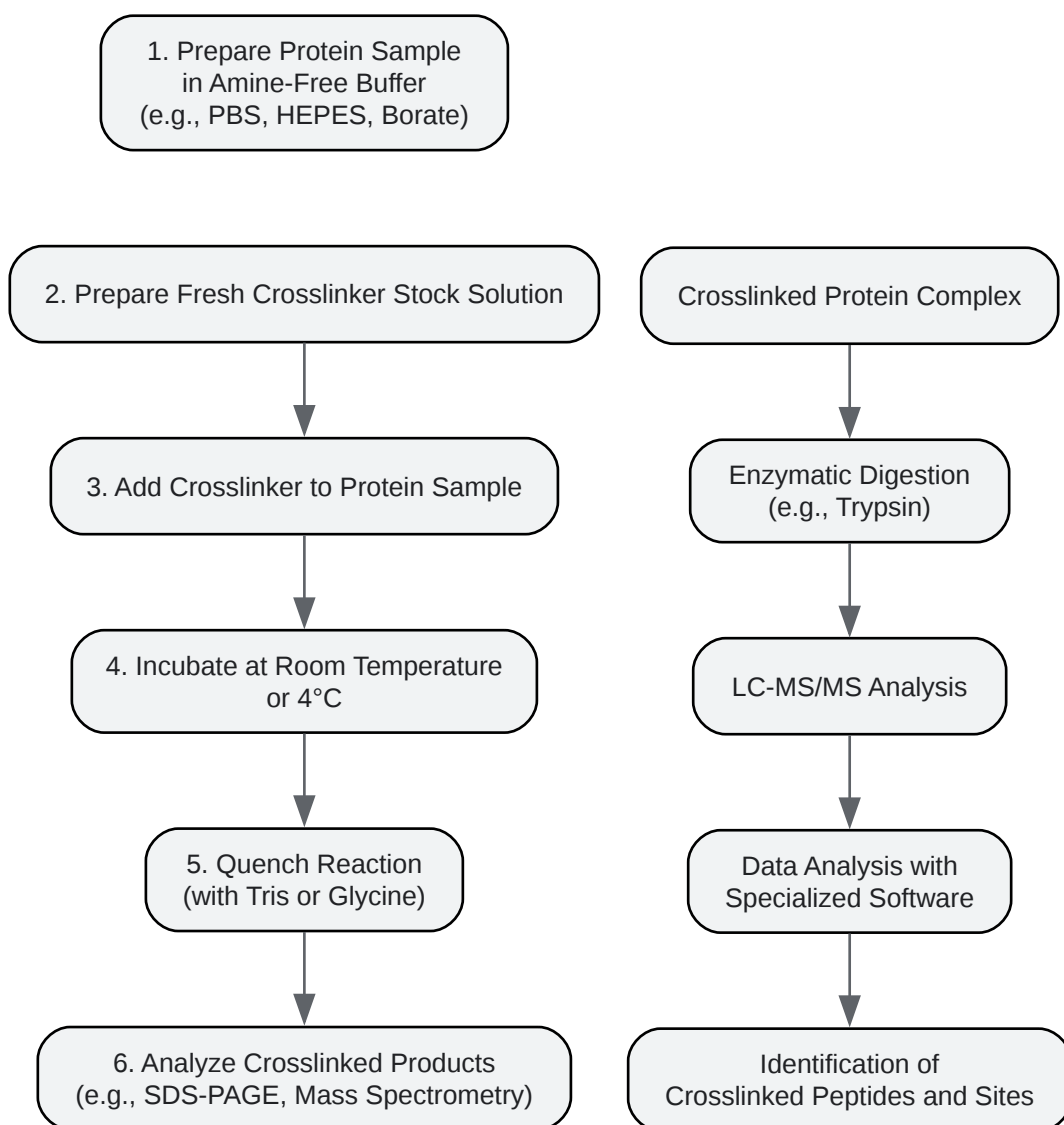 1. Prepare Protein Sample
in Amine-Free Buffer
(e.g., PBS, HEPES, Borate)
2. Prepare Fresh Crosslinker Stock Solution
3. Add Crosslinker to Protein Sample
4. Incubate at Room Temperature
or 4°C
5. Quench Reaction
(with Tris or Glycine)
6. Analyze Crosslinked Products
(e.g., SDS-PAGE, Mass Spectrometry)
Crosslinked Protein Complex
Enzymatic Digestion
(e.g., Trypsin)
LC-MS/MS Analysis
Data Analysis with
Specialized Software
Identification of
Crosslinked Peptides and Sites